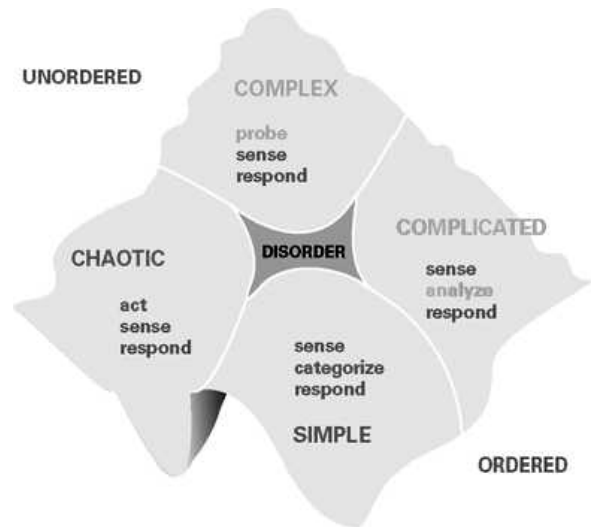 UNORDERED
COMPLEX
probe
sense
respond
COMPLICATED
sense
analyze
respond
DISORDER
CHAOTIC
act
sense
respond
sense
categorize
respond
SIMPLE
ORDERED